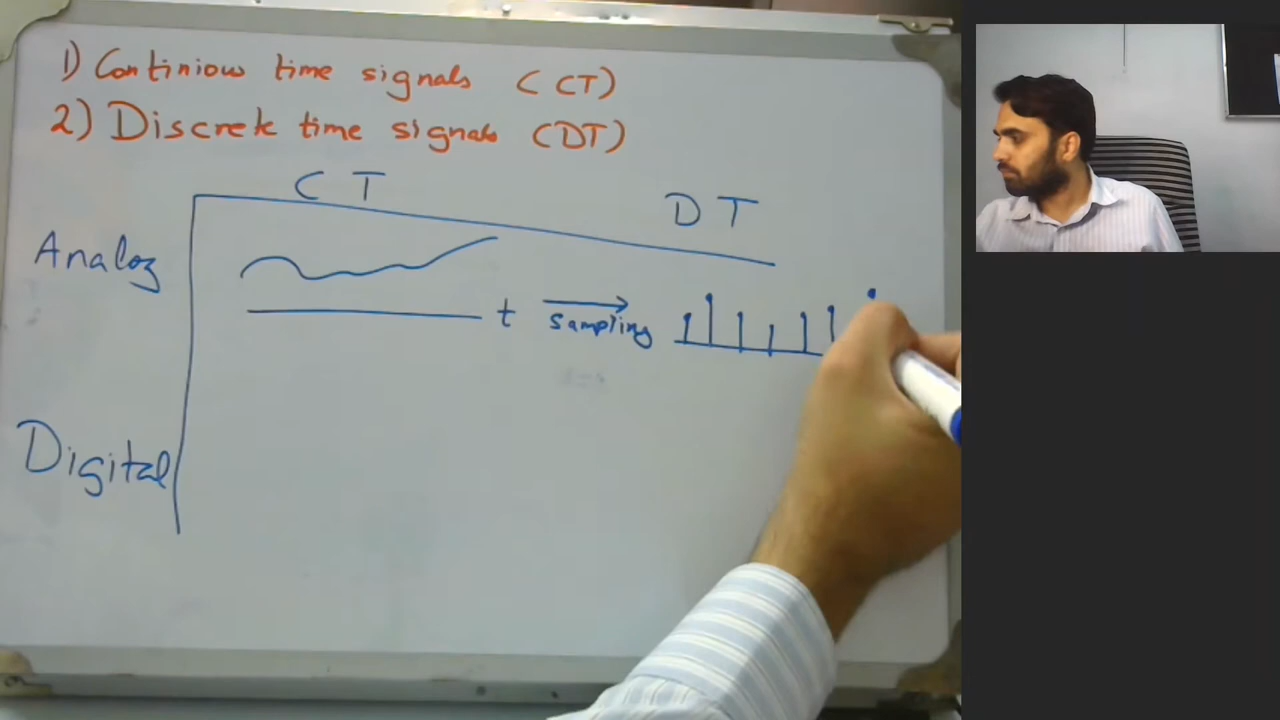 1) Continiow time signals (CT)
2) Discrete time signals (DT)
CT DT
Analog
t sampling
Digital